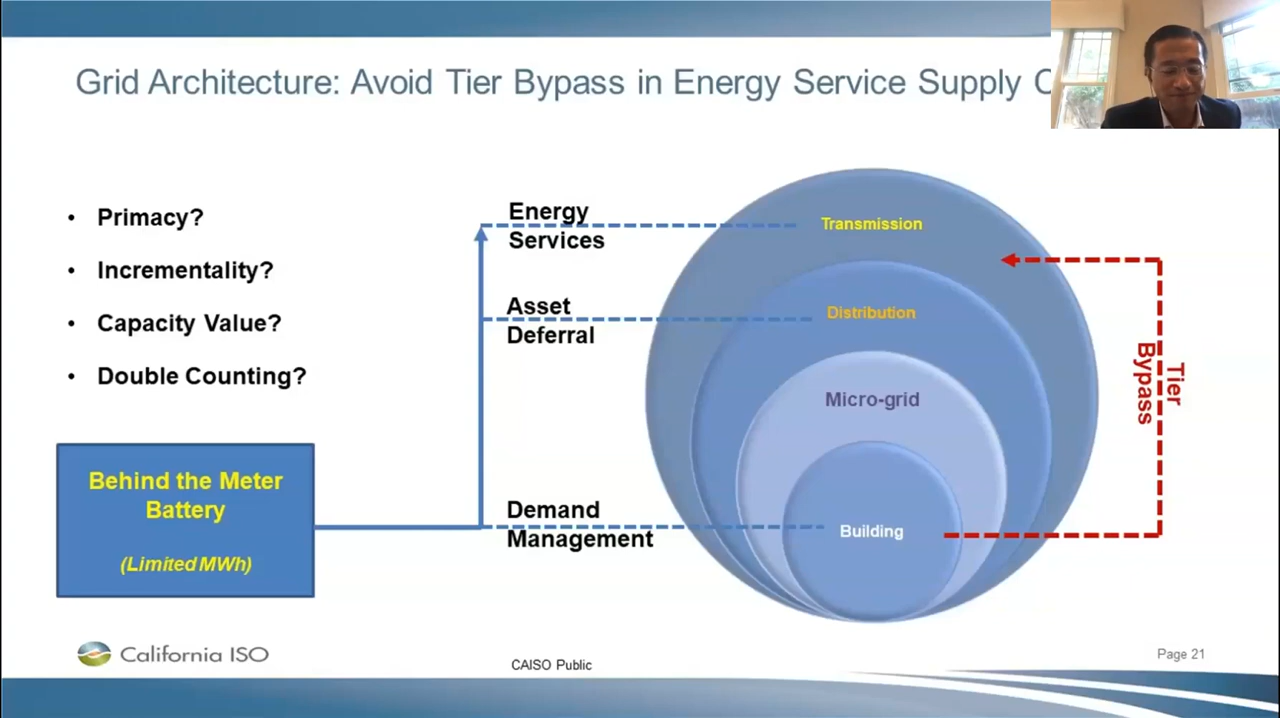 Grid Architecture: Avoid Tier Bypass in Energy Service Supply
• Primacy?
• Incrementality?
• Capacity Value?
• Double Counting?
Behind the Meter
Battery
(Limited MWh)
Energy
Services
Asset
Deferral
Demand
Management
Transmission
Distribution
Micro-grid
Building
Tier
Bypass
California ISO
CAISO Public
Page 21